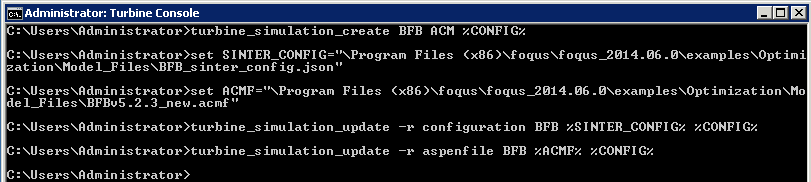 Administrator: Turbine Console
C:\Users\Administrator>turbine_simulation_create BFB ACM %CONFIG%
C:\Users\Administrator>set SINTER_CONFIG="\Program Files (x86)\foqus\foqus_2014.06.0\examples\Optimi
zation\Model_Files\BFB_sinter_config.json"
C:\Users\Administrator>set ACMF="\Program Files (x86)\foqus\foqus_2014.06.0\examples\Optimization\Mo
del_Files\BFBv5.2.3_new.acmf"
C:\Users\Administrator>turbine_simulation_update -r configuration BFB %SINTER_CONFIG% %CONFIG%
C:\Users\Administrator>turbine_simulation_update -r aspenfile BFB %ACMF% %CONFIG%
C:\Users\Administrator>